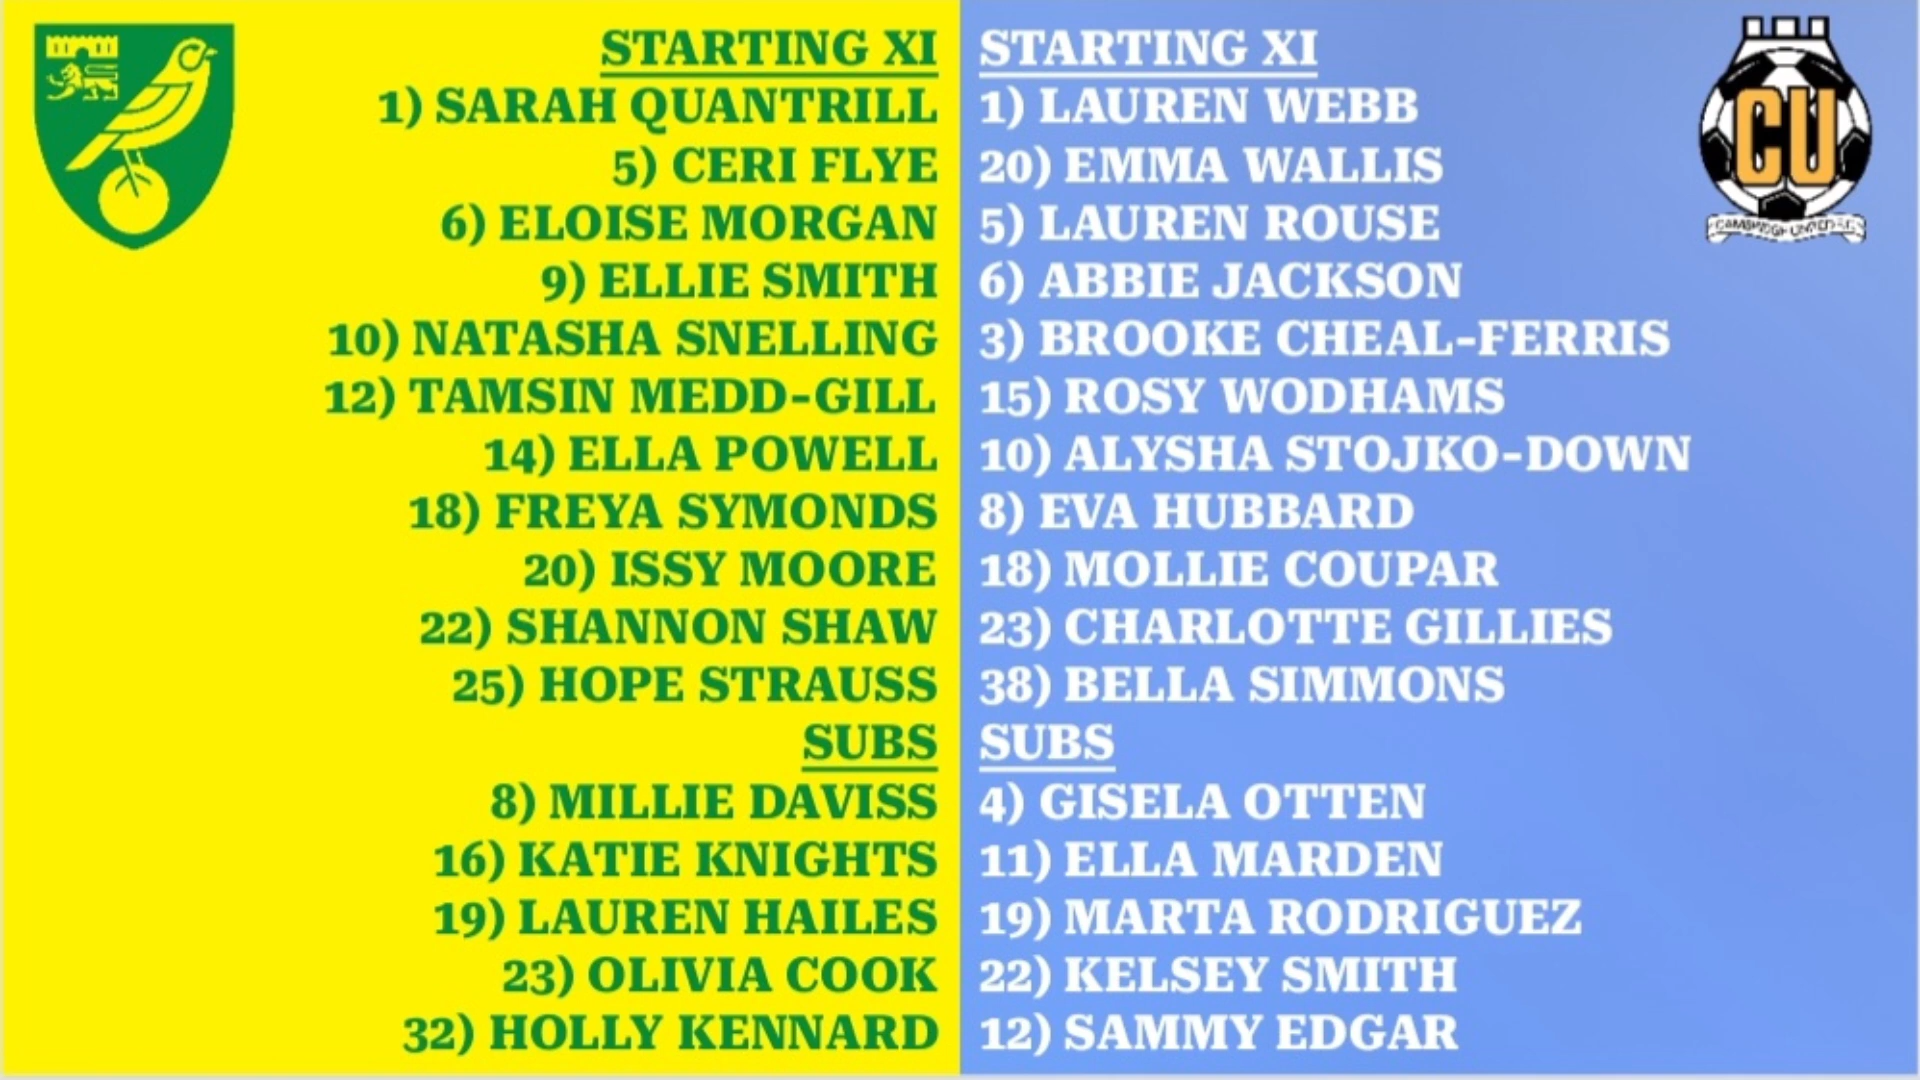 STARTING XI
1) SARAH QUANTRILL
5) CERI FLYE
6) ELOISE MORGAN
9) ELLIE SMITH
10) NATASHA SNELLING
12) TAMSIN MEDD-GILL
14) ELLA POWELL
18) FREYA SYMONDS
20) ISSY MOORE
22) SHANNON SHAW
25) HOPE STRAUSS
SUBS
8) MILLIE DAVISS
16) KATIE KNIGHTS
19) LAUREN HAILES
23) OLIVIA COOK
32) HOLLY KENNARD
STARTING XI
1) LAUREN WEBB
20) EMMA WALLIS
5) LAUREN ROUSE
6) ABBIE JACKSON
3) BROOKE CHEAL-FERRIS
15) ROSY WODHAMS
10) ALYSHA STOJKO-DOWN
8) EVA HUBBARD
18) MOLLIE COUPAR
23) CHARLOTTE GILLIES
38) BELLA SIMMONS
SUBS
4) GISELA OTTEN
11) ELLA MARDEN
19) MARTA RODRIGUEZ
22) KELSEY SMITH
12) SAMMY EDGAR
CU
CAMBRIDGE UNITED F.C.